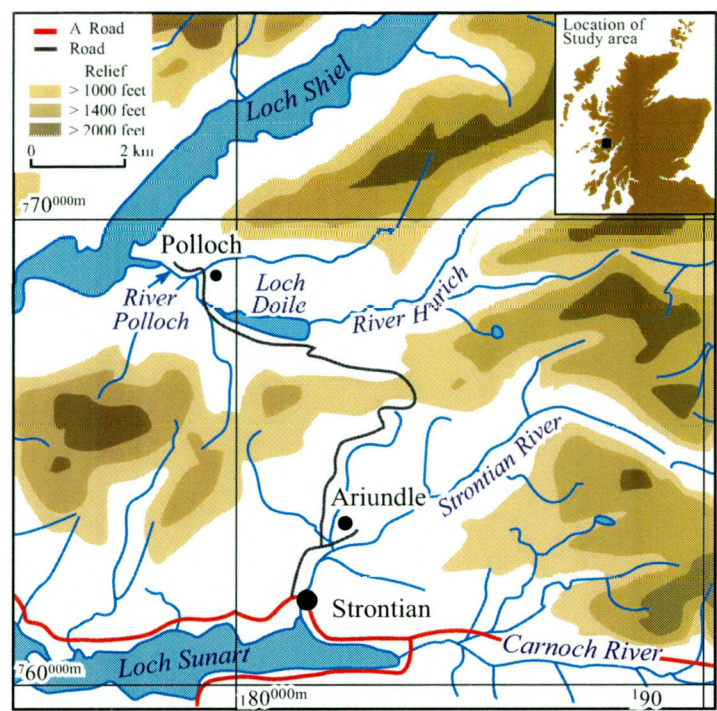 A Road
Road
Relief
> 1000 feet
> 1400 feet
> 2000 feet
0 2 km
Location of
Study area
Loch Shiel
770000m
Polloch
River
Polloch
Loch
Doile
River Hurich
Strontian River
Ariundle
Strontian
Carnoch River
Loch Sunart
760000m
180000m
190